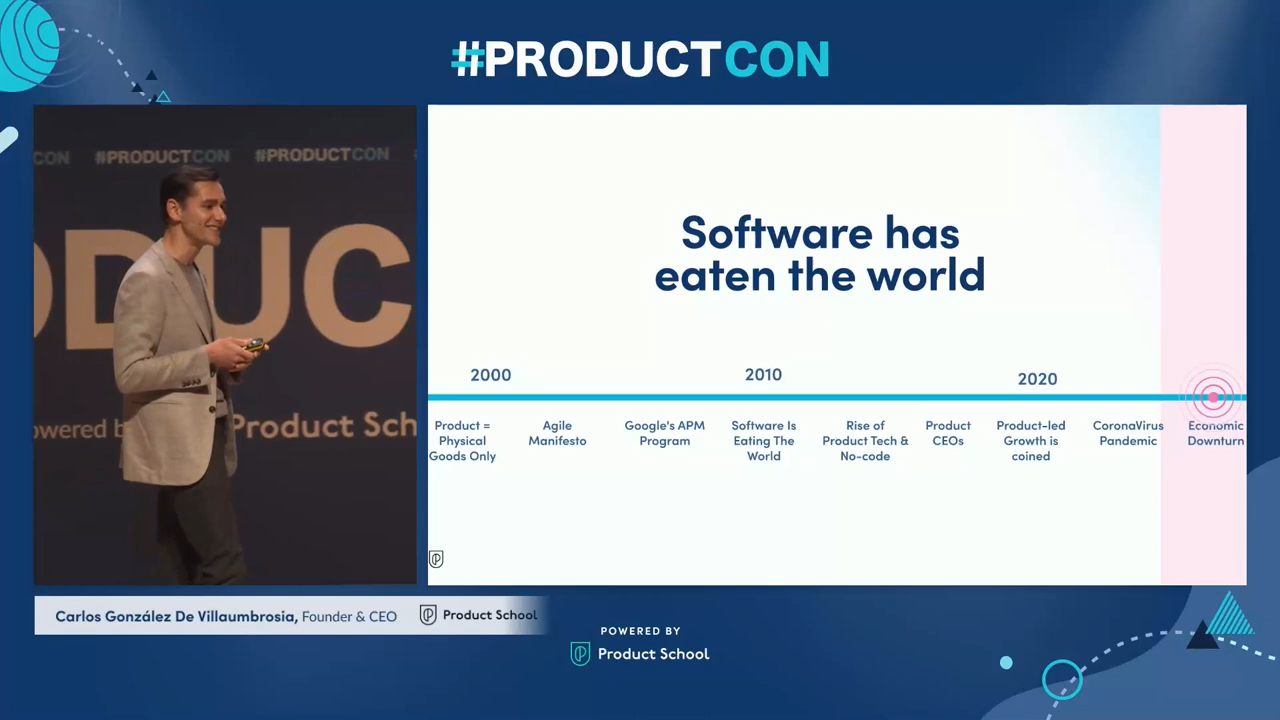 #PRODUCTCON
CON #PRODUCTCON #PRODUCTCON
ODUC
owered b Product Sch
Software has
eaten the world
2000 2010 2020
Product =
Physical
Goods Only
Agile
Manifesto
Google's APM
Program
Software Is
Eating The
World
Rise of
Product Tech &
No-code
Product
CEOs
Product-led
Growth is
coined
CoronaVirus
Pandemic
Economic
Downturn
Carlos González De Villaumbrosia, Founder & CEO Product School
POWERED BY
Product School